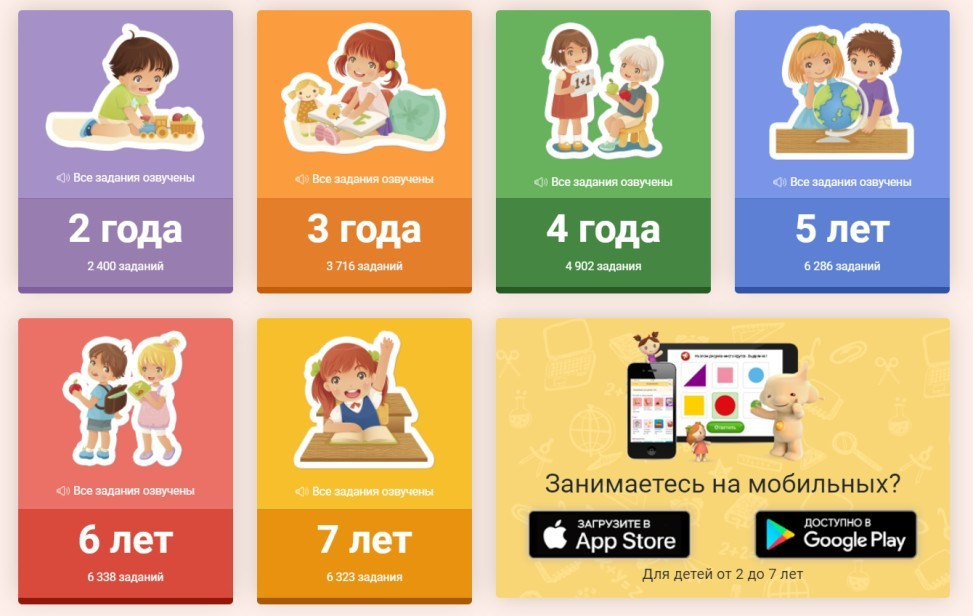 Все задания озвучены
2 года
2 400 заданий
Все задания озвучены
3 года
3 716 заданий
1+1
Все задания озвучены
4 года
4 902 задания
Все задания озвучены
5 лет
6 286 заданий
Все задания озвучены
6 лет
6 338 заданий
Все задания озвучены
7 лет
6 323 задания
Занимаетесь на мобильных?
ЗАГРУЗИТЕ В
App Store
ДОСТУПНО В
Google Play
Для детей от 2 до 7 лет